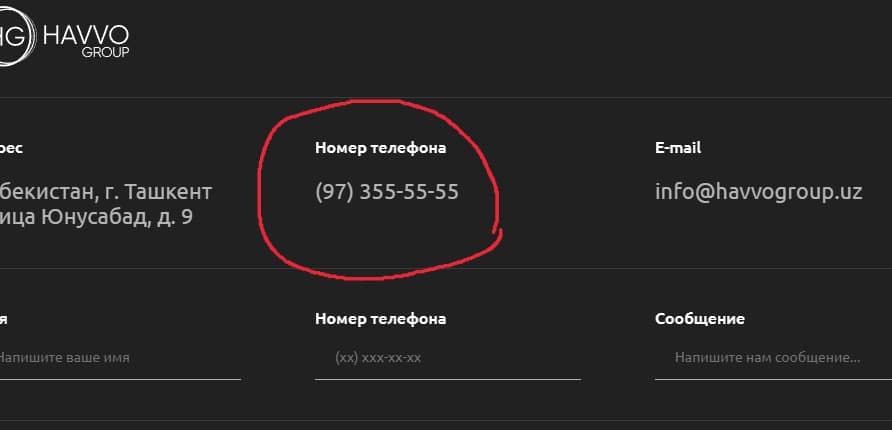 HG HAVVO
GROUP
рес
Номер телефона
E-mail
бекистан, г. Ташкент
ица Юнусабад, д. 9
(97) 355-55-55
info@havvogroup.uz
я
Номер телефона
Сообщение
Напишите ваше имя
(xx) xxx-xx-xx
Напишите нам сообщение...